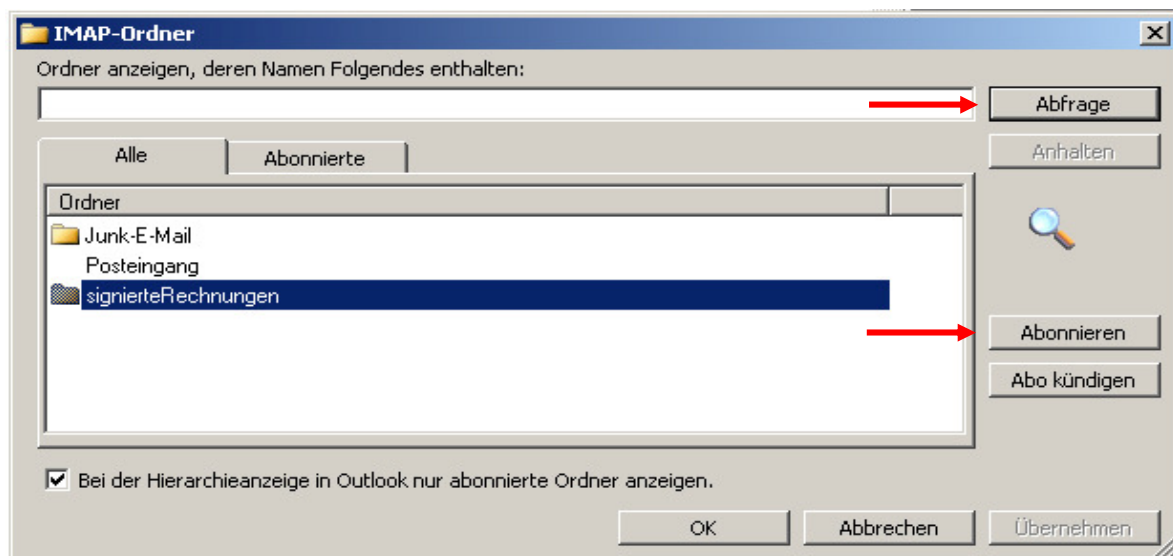 IMAP-Ordner
Ordner anzeigen, deren Namen Folgendes enthalten:
Abfrage
Anhalten
Alle
Abonnierte
Ordner
Junk-E-Mail
Posteingang
signierteRechnungen
Abonnieren
Abo kündigen
Bei der Hierarchieanzeige in Outlook nur abonnierte Ordner anzeigen.
OK
Abbrechen
Übernehmen